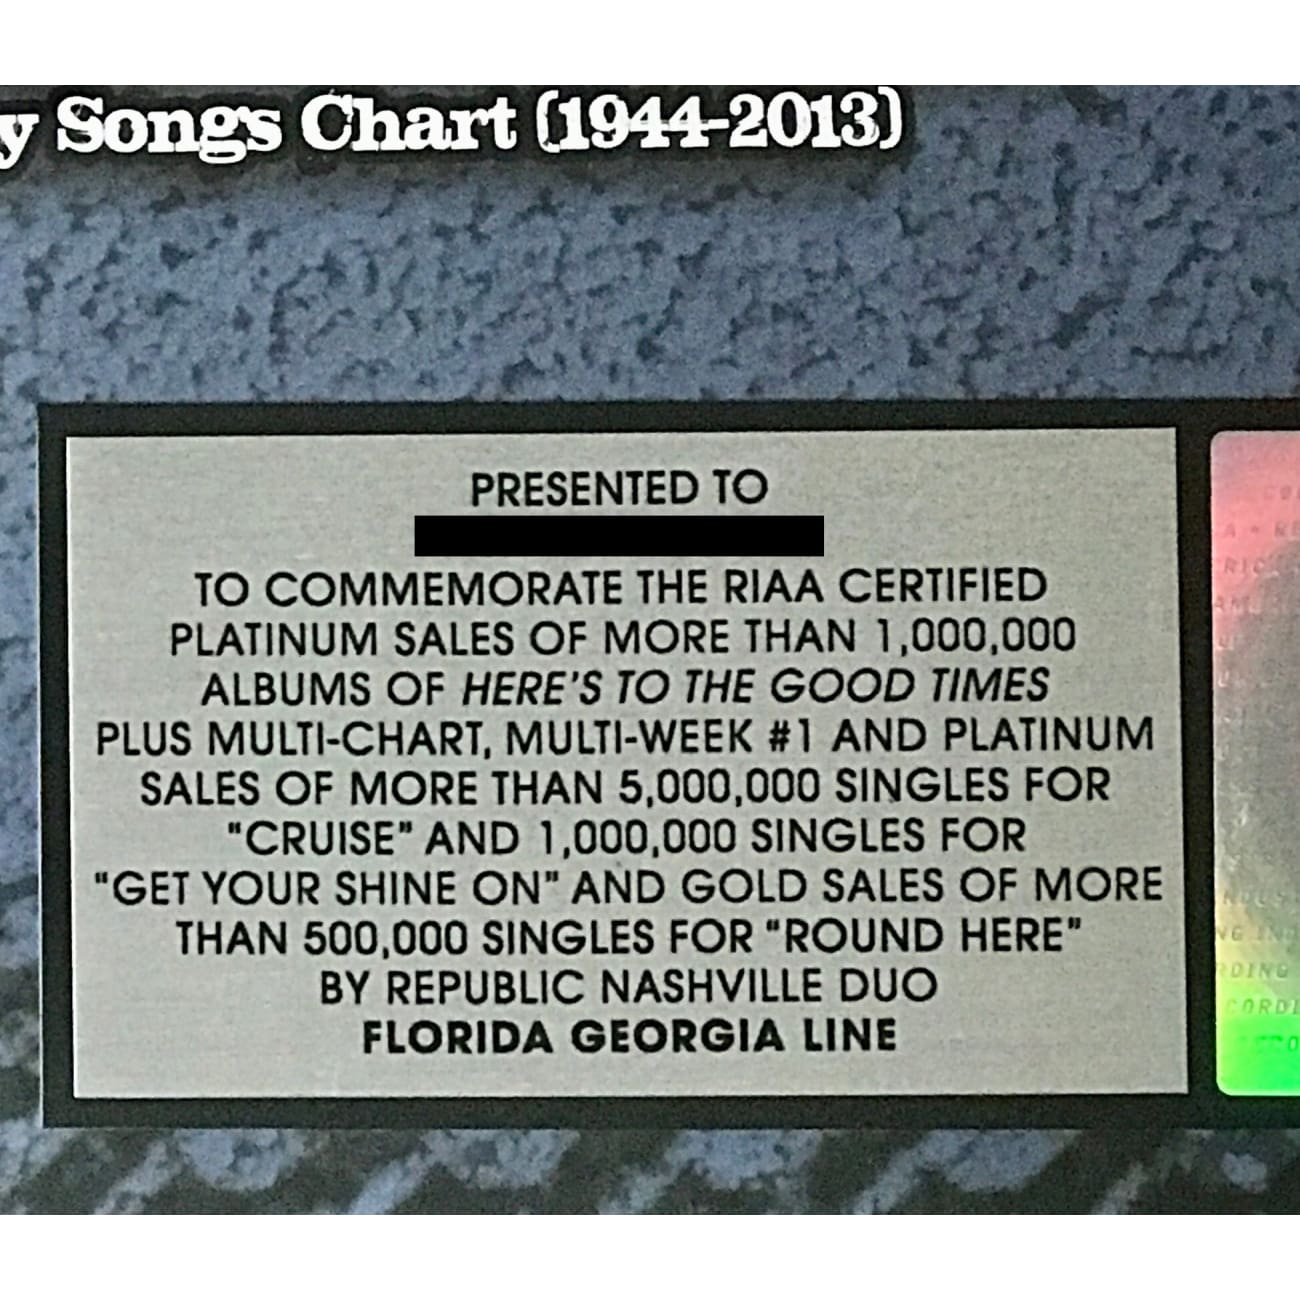 y Songs Chart (1944-2013)
PRESENTED TO
TO COMMEMORATE THE RIAA CERTIFIED
PLATINUM SALES OF MORE THAN 1,000,000
ALBUMS OF HERE'S TO THE GOOD TIMES
PLUS MULTI-CHART, MULTI-WEEK #1 AND PLATINUM
SALES OF MORE THAN 5,000,000 SINGLES FOR
"CRUISE" AND 1,000,000 SINGLES FOR
"GET YOUR SHINE ON" AND GOLD SALES OF MORE
THAN 500,000 SINGLES FOR "ROUND HERE"
BY REPUBLIC NASHVILLE DUO
FLORIDA GEORGIA LINE